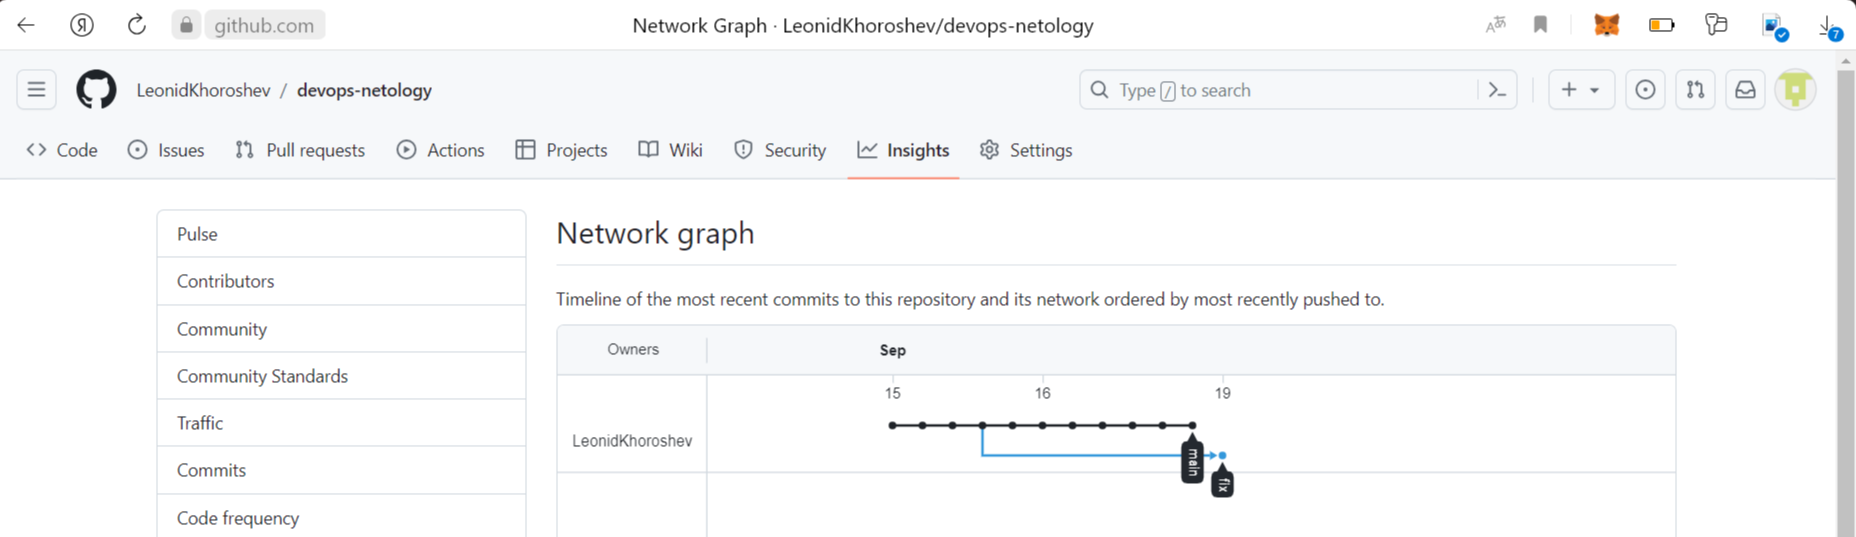 Я github.com Network Graph · LeonidKhoroshev/devops-netology Aあ 7
LeonidKhoroshev / devops-netology Type / to search
Code Issues Pull requests Actions Projects Wiki Security Insights Settings
Pulse
Contributors
Community
Community Standards
Traffic
Commits
Code frequency
Network graph
Timeline of the most recent commits to this repository and its network ordered by most recently pushed to.
Owners Sep
15 16 19
LeonidKhoroshev
main
fix